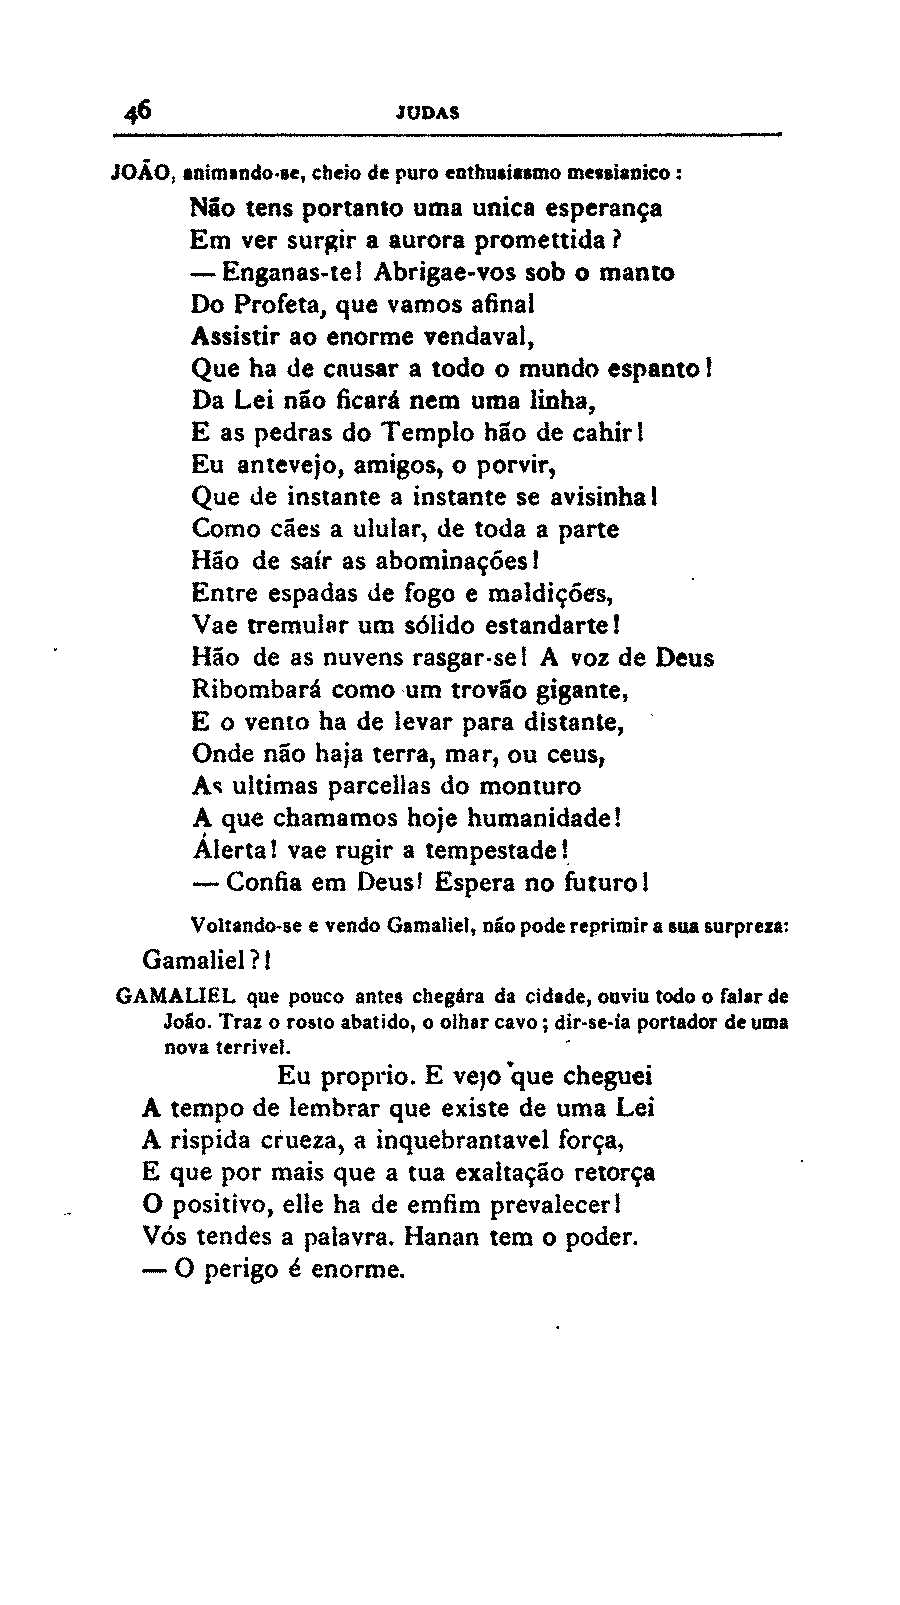 46 JUDAS
JOÃO, animando-se, cheio de puro enthusiasmo messianico :
Não tens portanto uma unica esperança
Em ver surgir a aurora promettida ?
— Enganas-te! Abrigae-vos sob o manto
Do Profeta, que vamos afinal
Assistir ao enorme vendaval,
Que ha de causar a todo o mundo espanto !
Da Lei não ficará nem uma linha,
E as pedras do Templo hão de cahir!
Eu antevejo, amigos, o porvir,
Que de instante a instante se avisinha!
Como cães a ulular, de toda a parte
Hão de saír as abominações!
Entre espadas de fogo e maldições,
Vae tremular um sólido estandarte!
Hão de as nuvens rasgar-se! A voz de Deus
Ribombará como um trovão gigante,
E o vento ha de levar para distante,
Onde não haja terra, mar, ou ceus,
As ultimas parcellas do monturo
A que chamamos hoje humanidade!
Álerta! vae rugir a tempestade!
— Confia em Deus! Espera no futuro!
Voltando-se e vendo Gamaliel, não pode reprimir a sua surpreza:
Gamaliel?!
GAMALIEL que pouco antes chegára da cidade, ouviu todo o falar de
João. Traz o rosto abatido, o olhar cavo; dir-se-ía portador de uma
nova terrivel.
Eu proprio. E vejo que cheguei
A tempo de lembrar que existe de uma Lei
A rispida crueza, a inquebrantavel força,
E que por mais que a tua exaltação retorça
O positivo, elle ha de emfim prevalecer!
Vós tendes a palavra. Hanan tem o poder.
— O perigo é enorme.